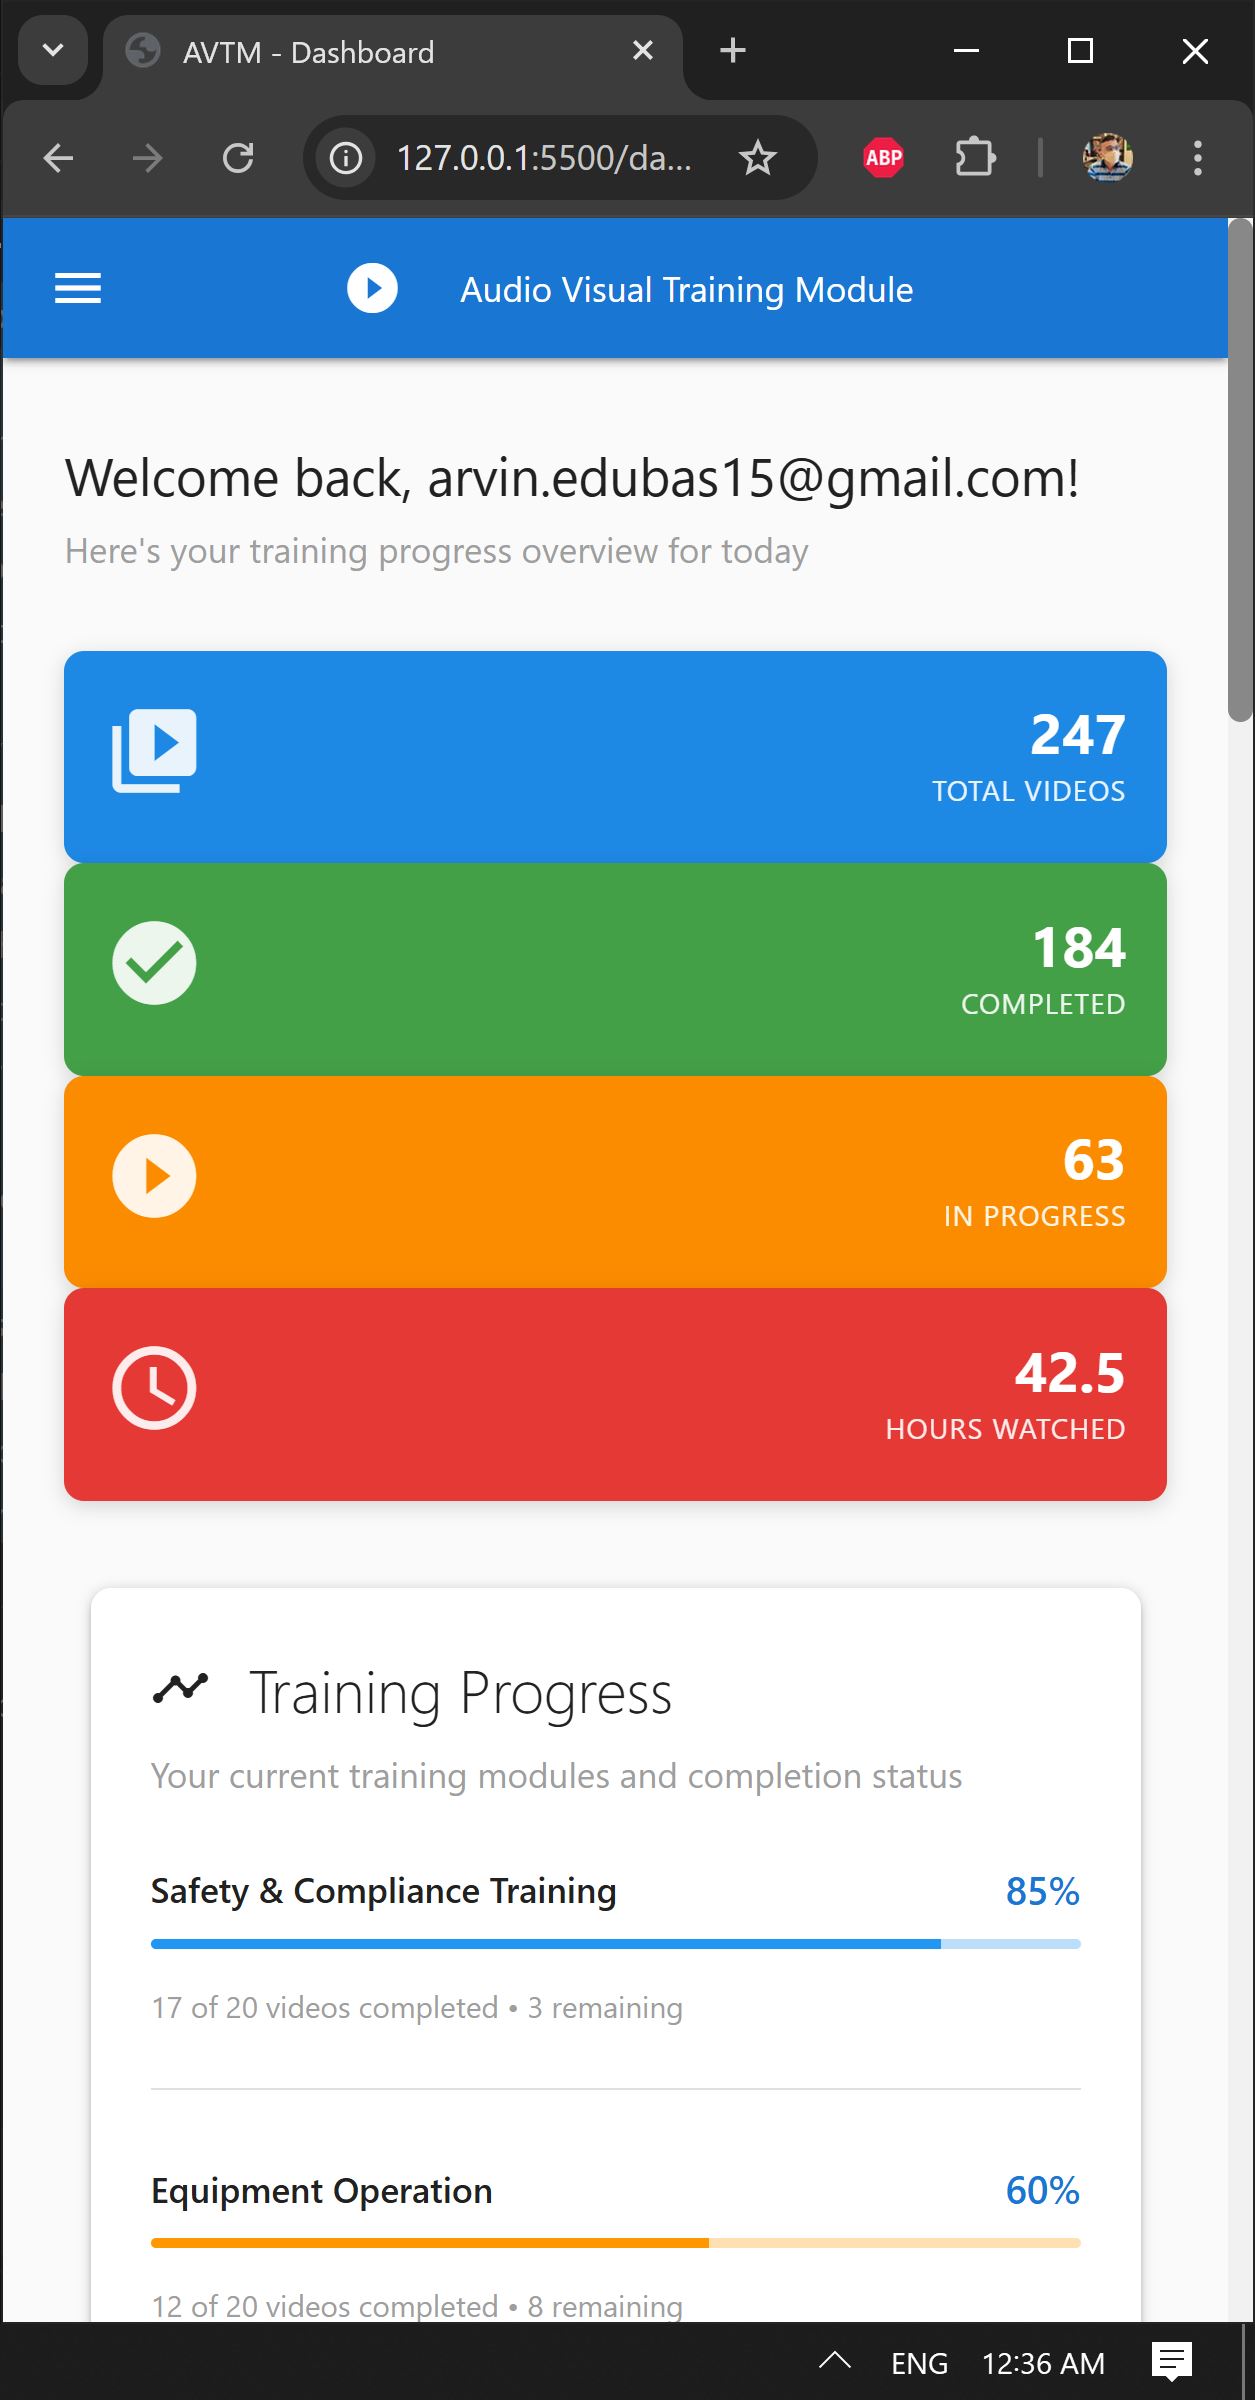 AVTM - Dashboard
127.0.0.1:5500/da...
ABP
Audio Visual Training Module
Welcome back, arvin.edubas15@gmail.com!
Here's your training progress overview for today
247
TOTAL VIDEOS
184
COMPLETED
63
IN PROGRESS
42.5
HOURS WATCHED
Training Progress
Your current training modules and completion status
Safety & Compliance Training 85%
17 of 20 videos completed • 3 remaining
Equipment Operation 60%
12 of 20 videos completed • 8 remaining
ENG 12:36 AM